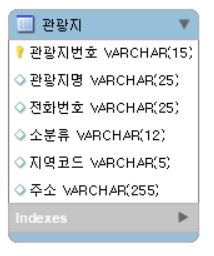 관광지
관광지번호 VARCHAR(15)
관광지명 VARCHAR(25)
전화번호 VARCHAR(25)
소분류 VARCHAR(12)
지역코드 VARCHAR(5)
주소 VARCHAR(255)
Indexes